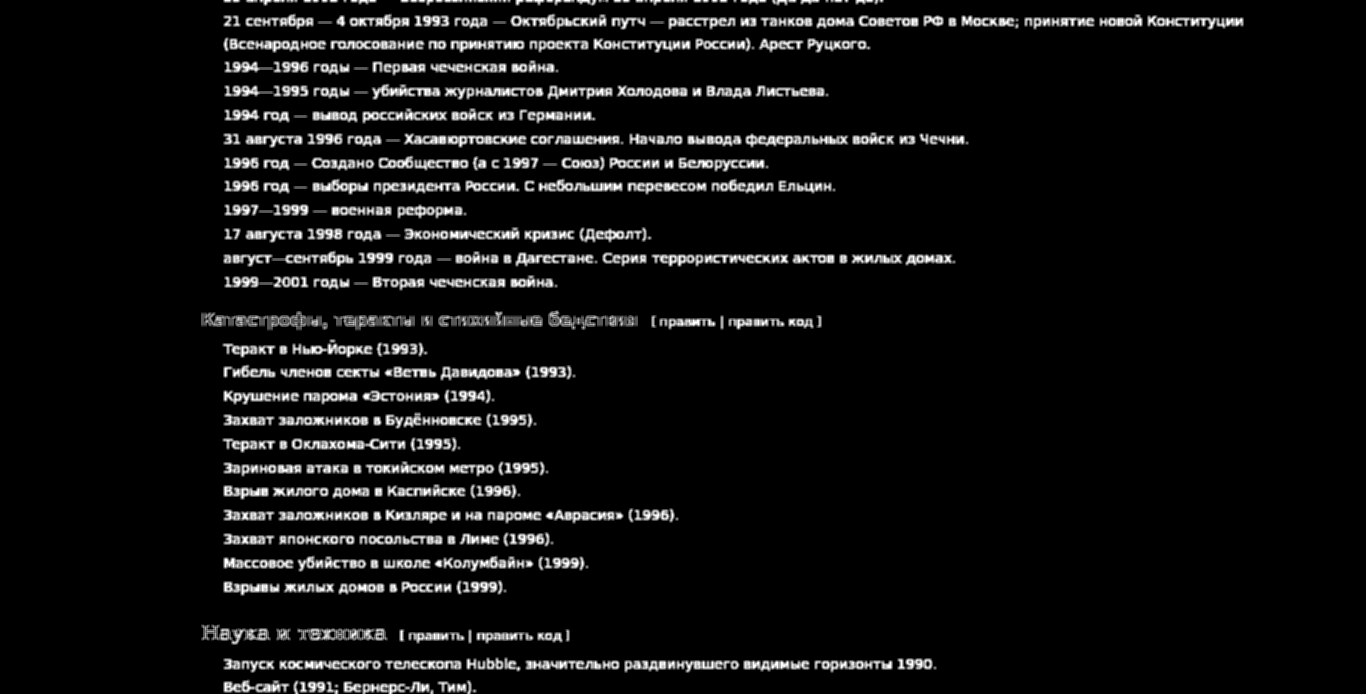 21 сентября — 4 октября 1993 года — Октябрьский путч — расстрел из танков дома Советов РФ в Москве; принятие новой Конституции
(Всенародное голосование по принятию проекта Конституции России). Арест Руцкого.
1994—1996 годы — Первая чеченская война.
1994—1995 годы — убийства журналистов Дмитрия Холодова и Влада Листьева.
1994 год — вывод российских войск из Германии.
31 августа 1996 года — Хасавюртовские соглашения. Начало вывода федеральных войск из Чечни.
1996 год — Создано Сообщество (а с 1997 — Союз) России и Белоруссии.
1996 год — выборы президента России. С небольшим перевесом победил Ельцин.
1997—1999 — военная реформа.
17 августа 1998 года — Экономический кризис (Дефолт).
август—сентябрь 1999 года — война в Дагестане. Серия террористических актов в жилых домах.
1999—2001 годы — Вторая чеченская война.
Катастрофы, теракты и стихийные бедствия [ править | править код ]
Теракт в Нью-Йорке (1993).
Гибель членов секты «Ветвь Давидова» (1993).
Крушение парома «Эстония» (1994).
Захват заложников в Будённовске (1995).
Теракт в Оклахома-Сити (1995).
Зариновая атака в токийском метро (1995).
Взрыв жилого дома в Каспийске (1996).
Захват заложников в Кизляре и на пароме «Аврасия» (1996).
Захват японского посольства в Лиме (1996).
Массовое убийство в школе «Колумбайн» (1999).
Взрывы жилых домов в России (1999).
Наука и техника [ править | править код ]
Запуск космического телескопа Hubble, значительно раздвинувшего видимые горизонты 1990.
Веб-сайт (1991; Бернерс-Ли, Тим).